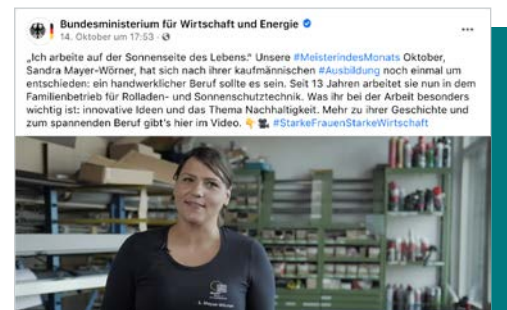 Bundesministerium für Wirtschaft und Energie
14. Oktober um 17:53 ·
„Ich arbeite auf der Sonnenseite des Lebens.“ Unsere #MeisterindesMonats Oktober,
Sandra Mayer-Wörner, hat sich nach ihrer kaufmännischen #Ausbildung noch einmal um
entschieden: ein handwerklicher Beruf sollte es sein. Seit 13 Jahren arbeitet sie nun in dem
Familienbetrieb für Rolladen- und Sonnenschutztechnik. Was ihr bei der Arbeit besonders
wichtig ist: innovative Ideen und das Thema Nachhaltigkeit. Mehr zu ihrer Geschichte und
zum spannenden Beruf gibt's hier im Video. 👇 🎥 #StarkeFrauenStarkeWirtschaft
S. Mayer-Wörner